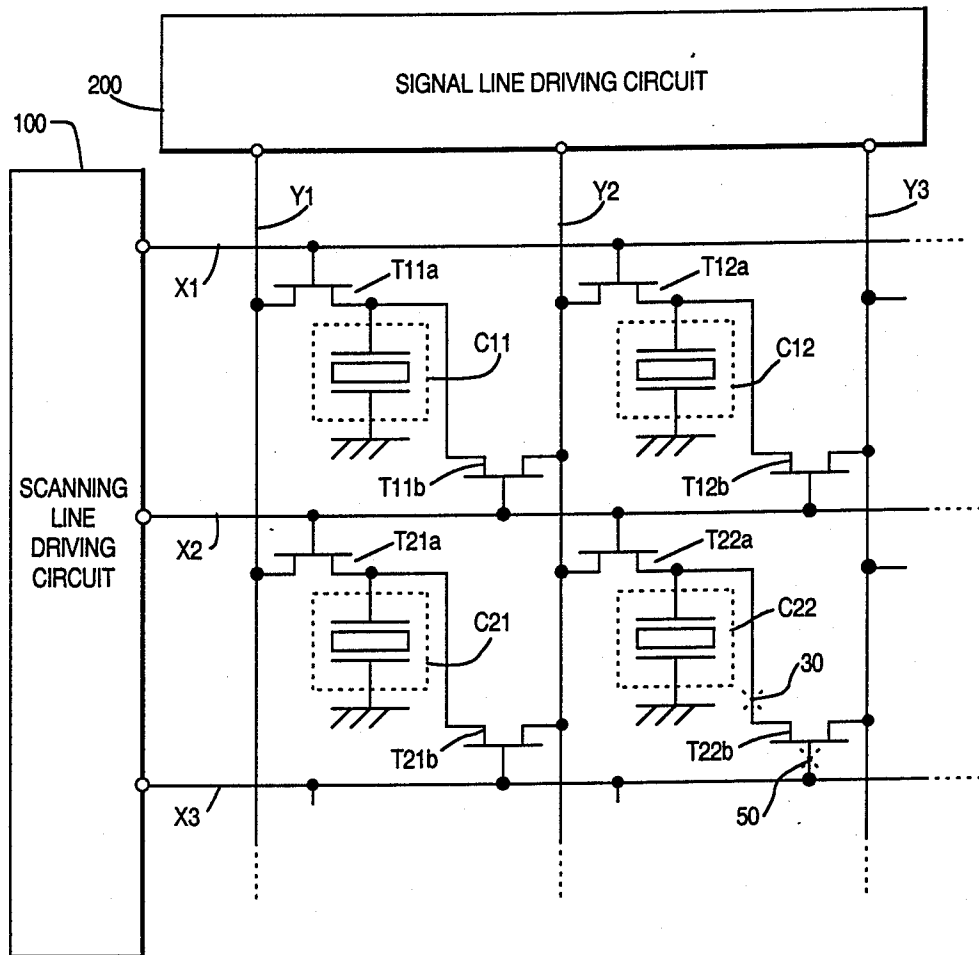 SIGNAL LINE DRIVING CIRCUIT
200
100
Y1
Y2
Y3
X1
T11a
T12a
C11
C12
T11b
T12b
SCANNING
LINE
DRIVING
CIRCUIT
X2
T21a
T22a
C21
C22
30
T21b
T22b
X3
50